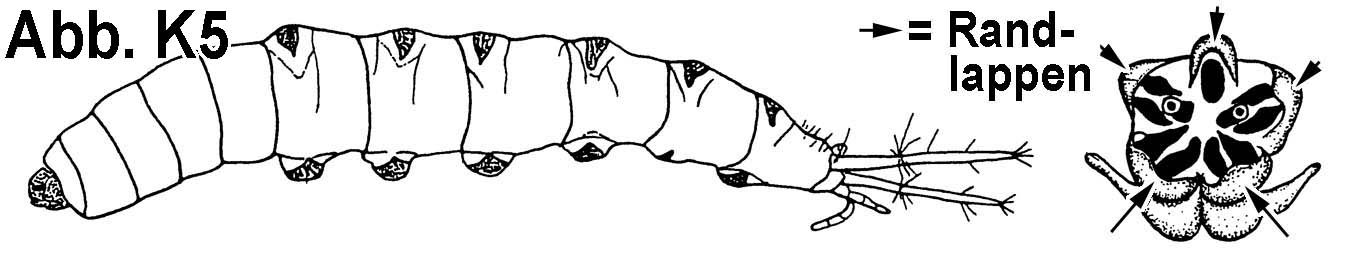 Abb. K5
= Rand-
lappen